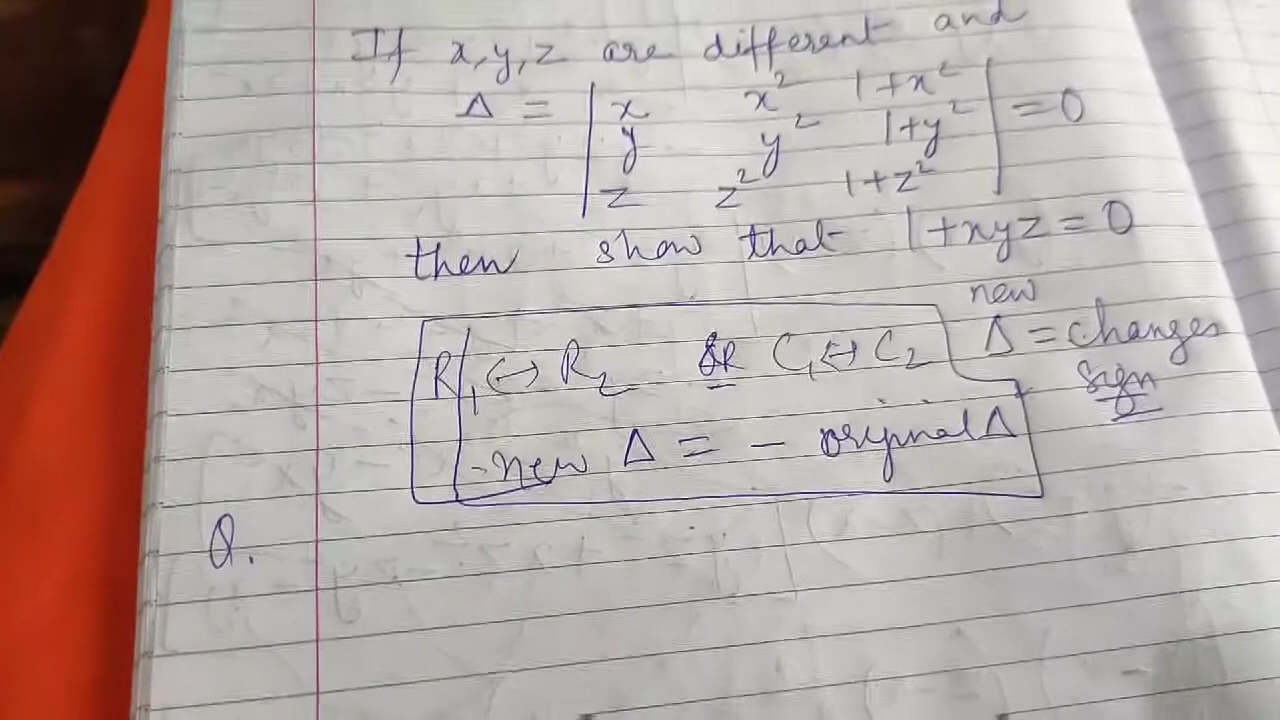 If x, y, z are different and
Δ = | x x² 1+x² |
| y y² 1+y² | = 0
| z z² 1+z² |
then show that 1+xyz = 0
R₁ ↔ R₂ OR C₁ ↔ C₂ new Δ = changes sign
-new Δ = - original Δ
Q.